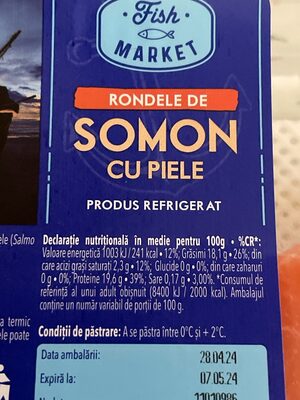 Fish
MARKET
RONDELE DE
SOMON
CU PIELE
PRODUS REFRIGERAT
ele (Salmo
Declarație nutrițională în medie pentru 100g • %CR*:
Valoare energetică 1003 kJ / 241 kcal • 12%; Grăsimi 18,1 g • 26%; din
care acizi grași saturați 2,3 g • 12%; Glucide 0 g • 0%; din care zaharuri
0 g • 0%; Proteine 19,6 g • 39%; Sare 0,17 g • 3,00%. *Consumul de
referință al unui adult obișnuit (8400 kJ / 2000 kcal). Ambalajul
conține un număr variabil de porții de 100 g.
a termic
ele poate
Condiții de păstrare: A se păstra între 0°C și + 2°C.
Data ambalării: 28.04.24
Expiră la: 07.05.24